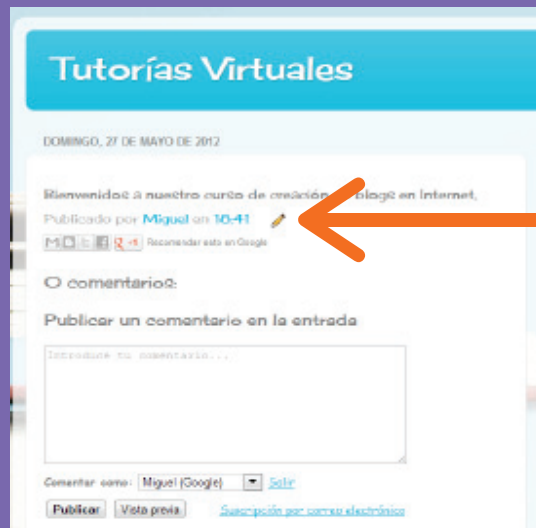 Tutorías Virtuales
DOMINGO, 27 DE MAYO DE 2012
Bienvenidos a nuestro curso de creación blogs en Internet.
Publicado por Miguel en 16:41
+1 Recomendar esto en Google
0 comentarios:
Publicar un comentario en la entrada
Introduce tu comentario...
Comentar como: Miguel (Google) Salir
Publicar Vista previa Suscripción por correo electrónico